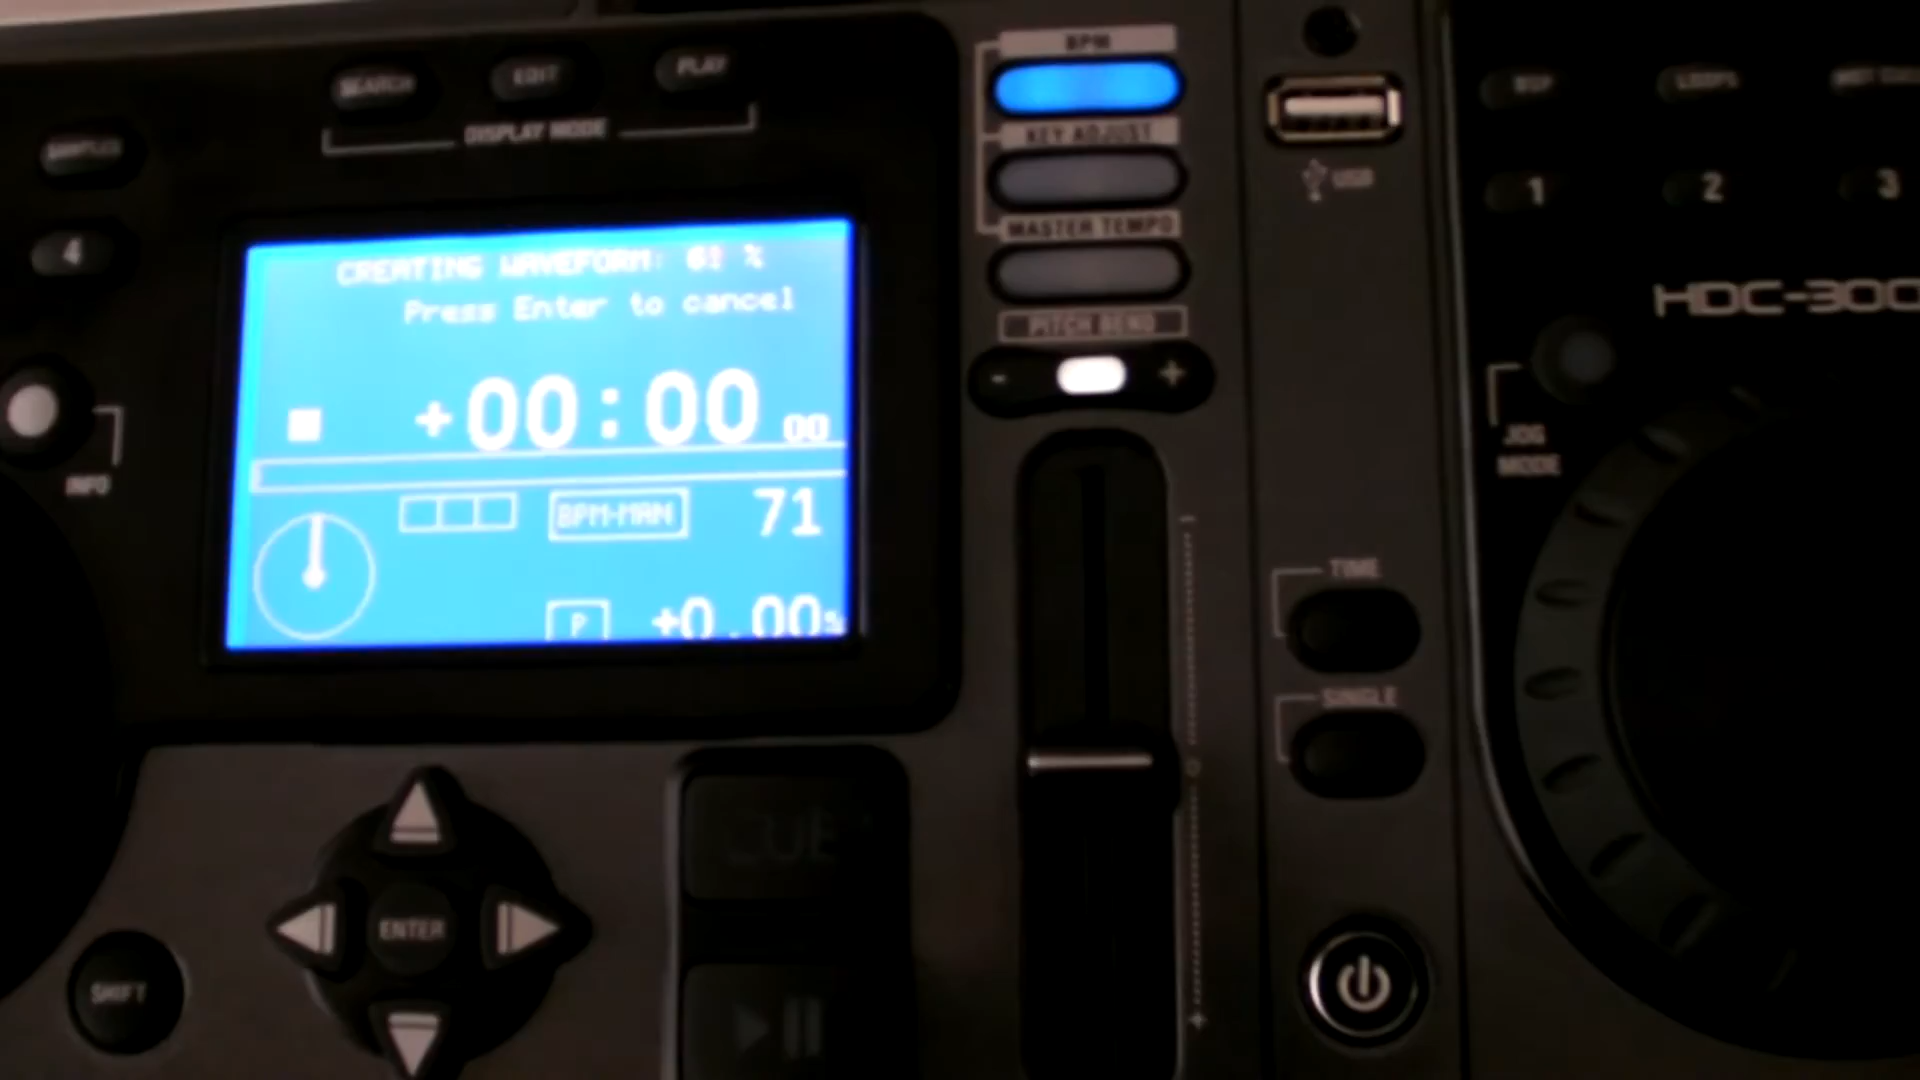 SEARCH EDIT PLAY
DISPLAY MODE
SAMPLES
4
INFO
CREATING WAVEFORM: %
Press Enter to cancel
+00:00 00
BPM-MAN 71
P +0.00%
BPM
KEY ADJUST
MASTER TEMPO
PITCH BEND
- +
USB
LOOPS
1 2 3
HDC-300
JOG
MODE
TIME
SINGLE
ENTER
SHIFT
CUE